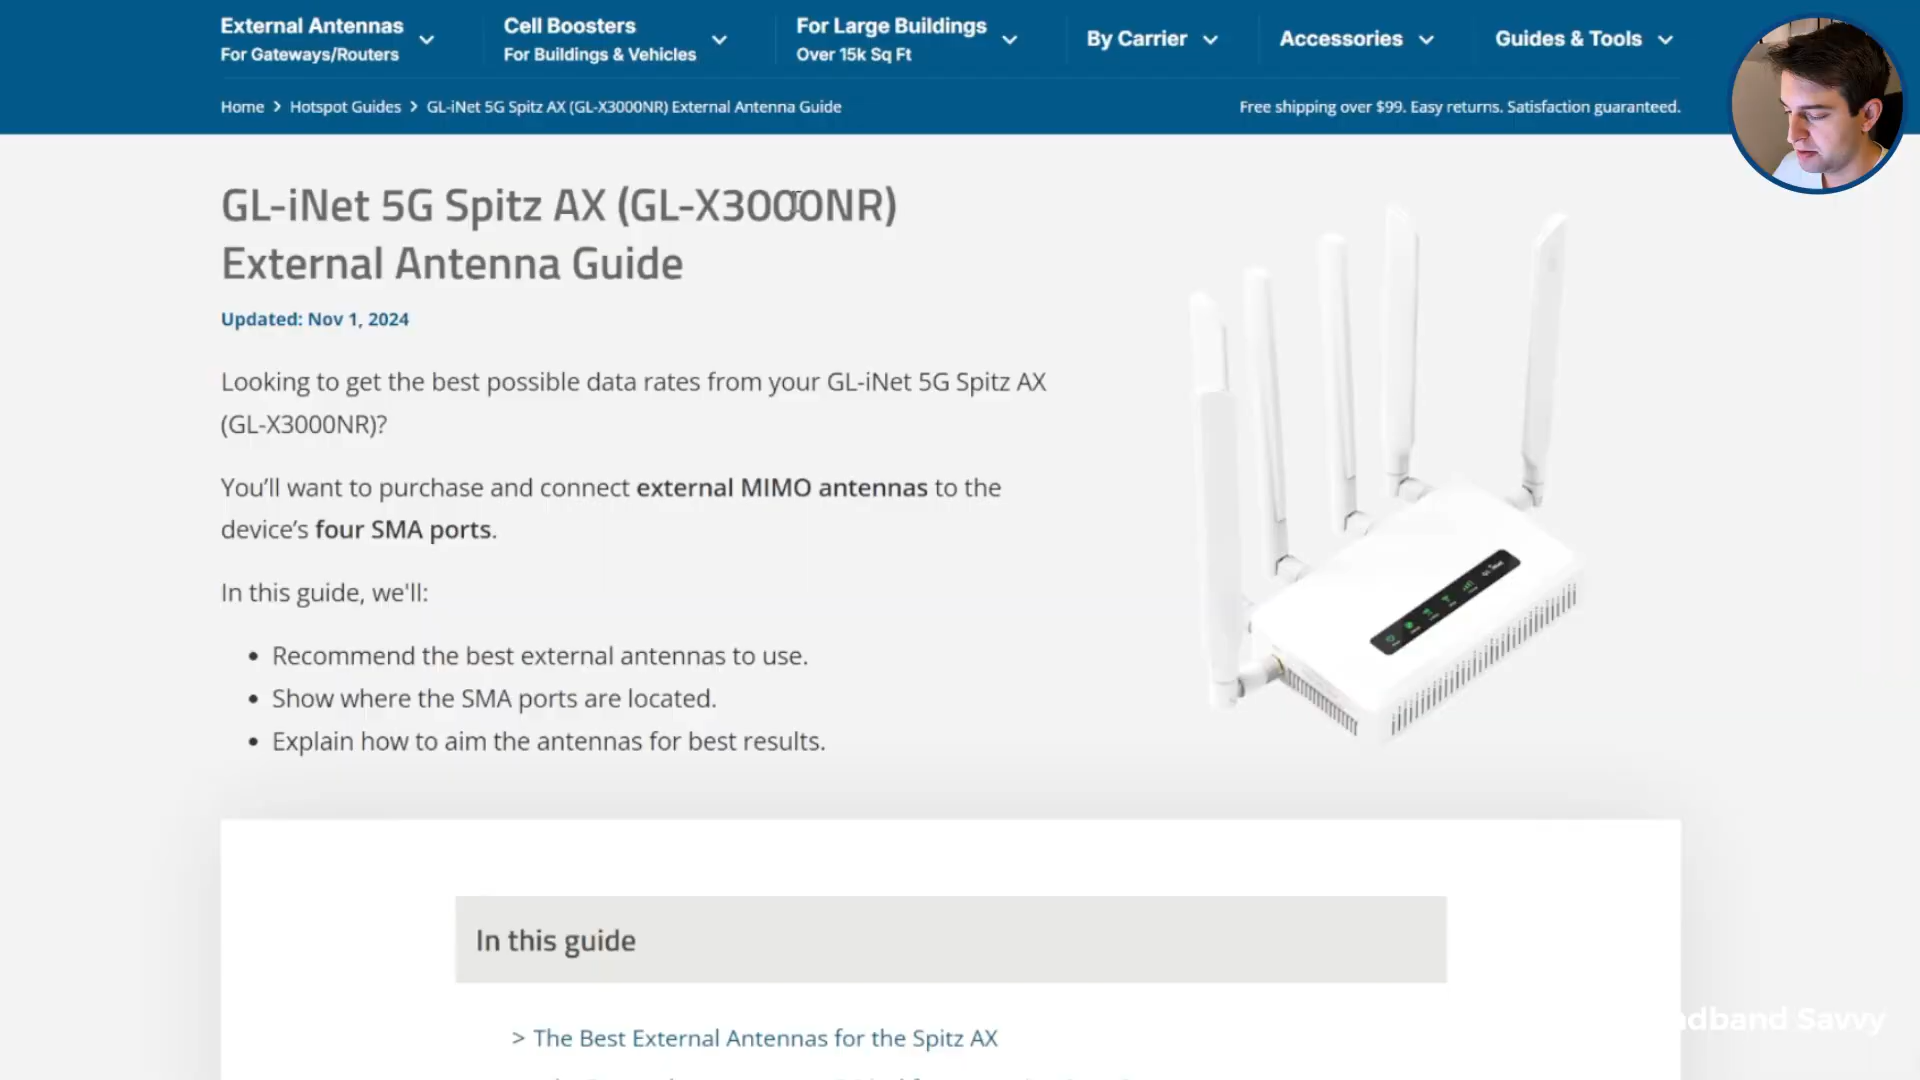 External Antennas
For Gateways/Routers
Cell Boosters
For Buildings & Vehicles
For Large Buildings
Over 15k Sq Ft
By Carrier
Accessories
Guides & Tools
Home > Hotspot Guides > GL-iNet 5G Spitz AX (GL-X3000NR) External Antenna Guide
Free shipping over $99. Easy returns. Satisfaction guaranteed.
GL-iNet 5G Spitz AX (GL-X3000NR)
External Antenna Guide
Updated: Nov 1, 2024
Looking to get the best possible data rates from your GL-iNet 5G Spitz AX
(GL-X3000NR)?
You’ll want to purchase and connect external MIMO antennas to the
device’s four SMA ports.
In this guide, we'll:
• Recommend the best external antennas to use.
• Show where the SMA ports are located.
• Explain how to aim the antennas for best results.
In this guide
> The Best External Antennas for the Spitz AX
Savvy